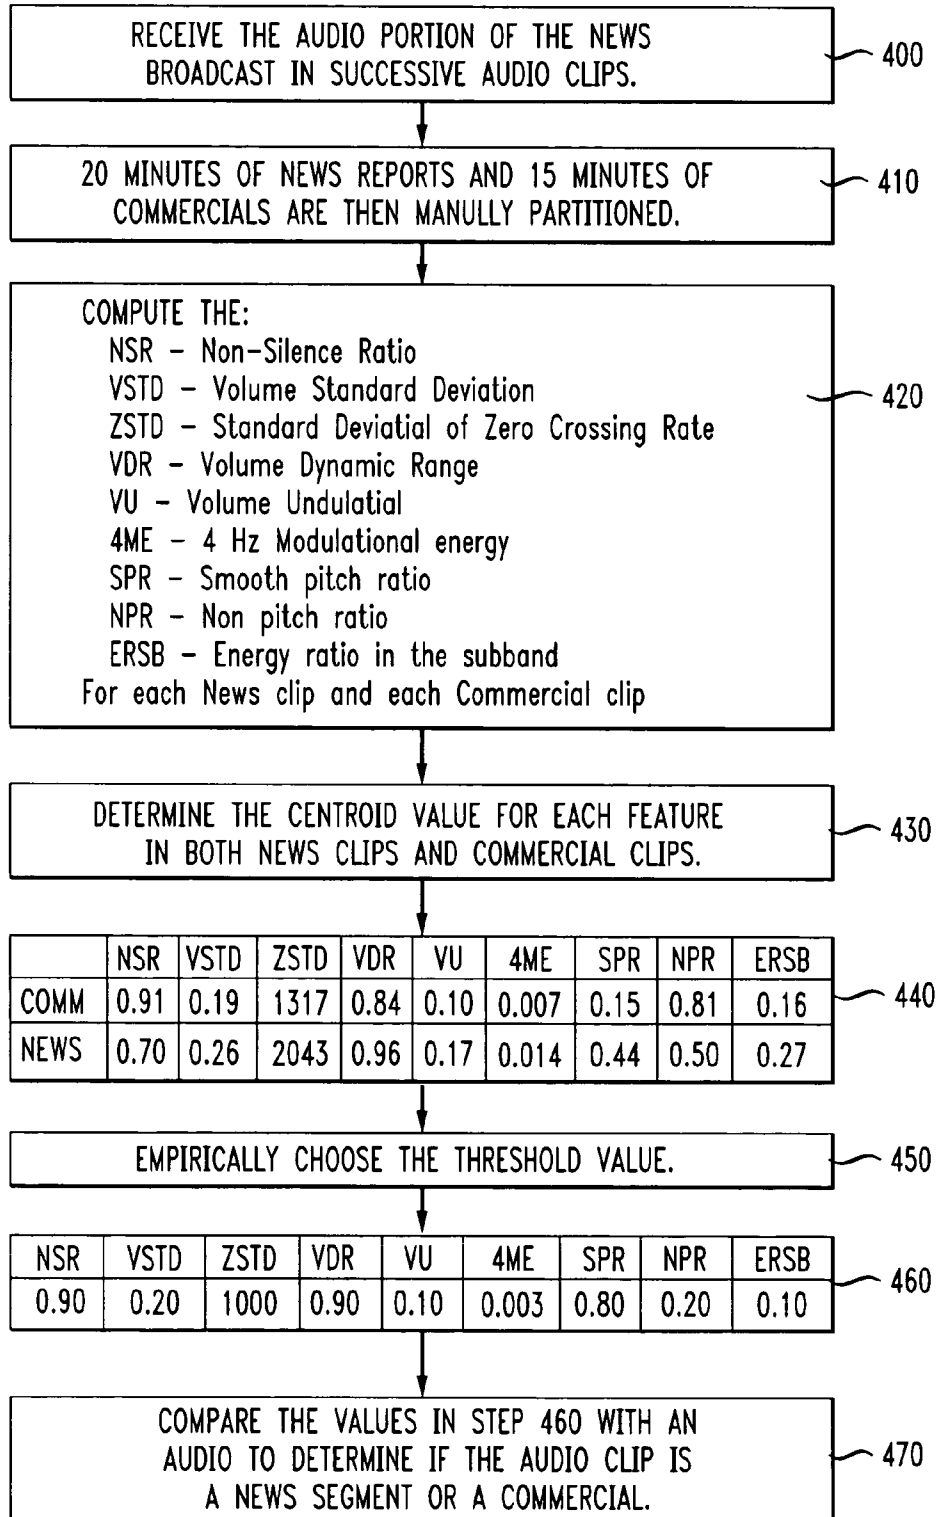 RECEIVE THE AUDIO PORTION OF THE NEWS
BROADCAST IN SUCCESSIVE AUDIO CLIPS.
400
20 MINUTES OF NEWS REPORTS AND 15 MINUTES OF
COMMERCIALS ARE THEN MANULLY PARTITIONED.
410
COMPUTE THE:
NSR – Non-Silence Ratio
VSTD – Volume Standard Deviation
ZSTD – Standard Deviatial of Zero Crossing Rate
VDR – Volume Dynamic Range
VU – Volume Undulatial
4ME – 4 Hz Modulational energy
SPR – Smooth pitch ratio
NPR – Non pitch ratio
ERSB – Energy ratio in the subband
For each News clip and each Commercial clip
420
DETERMINE THE CENTROID VALUE FOR EACH FEATURE
IN BOTH NEWS CLIPS AND COMMERCIAL CLIPS.
430
NSR VSTD ZSTD VDR VU 4ME SPR NPR ERSB
COMM 0.91 0.19 1317 0.84 0.10 0.007 0.15 0.81 0.16
NEWS 0.70 0.26 2043 0.96 0.17 0.014 0.44 0.50 0.27
440
EMPIRICALLY CHOOSE THE THRESHOLD VALUE.
450
NSR VSTD ZSTD VDR VU 4ME SPR NPR ERSB
0.90 0.20 1000 0.90 0.10 0.003 0.80 0.20 0.10
460
COMPARE THE VALUES IN STEP 460 WITH AN
AUDIO TO DETERMINE IF THE AUDIO CLIP IS
A NEWS SEGMENT OR A COMMERCIAL.
470